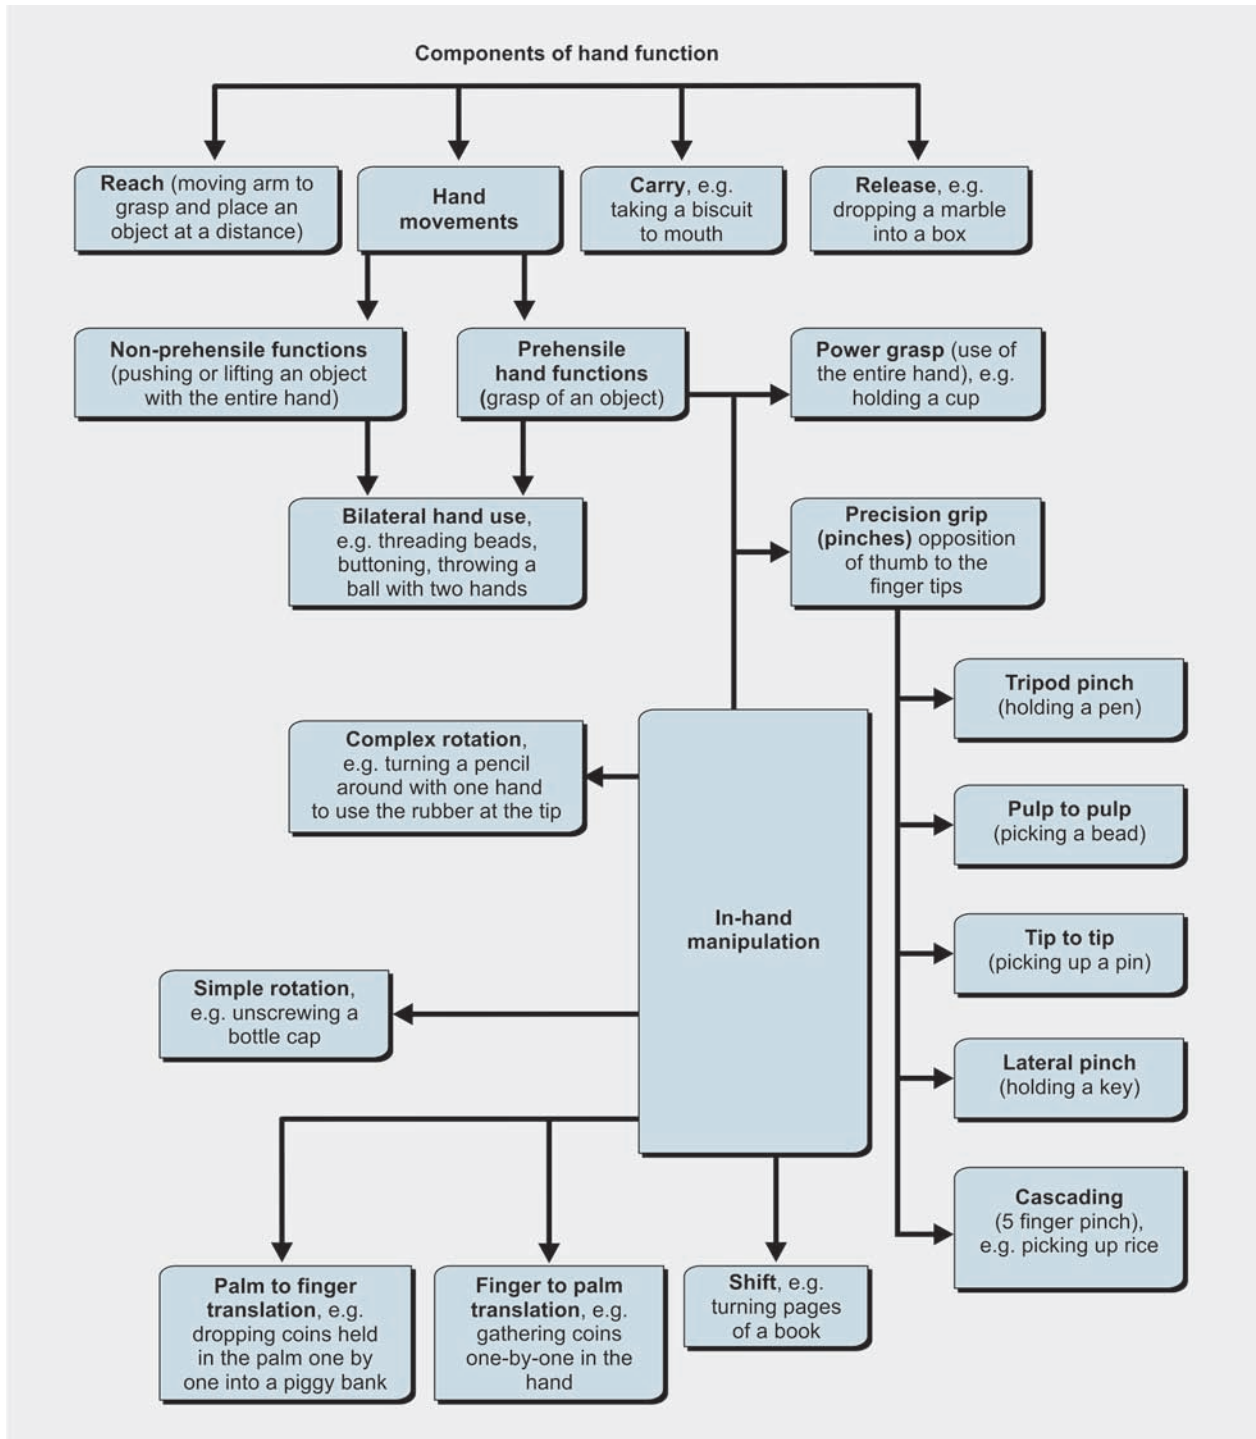 Components of hand function
Reach (moving arm to
grasp and place an
object at a distance)
Hand
movements
Carry, e.g.
taking a biscuit
to mouth
Release, e.g.
dropping a marble
into a box
Non-prehensile functions
(pushing or lifting an object
with the entire hand)
Prehensile
hand functions
(grasp of an object)
Power grasp (use of
the entire hand), e.g.
holding a cup
Bilateral hand use,
e.g. threading beads,
buttoning, throwing a
ball with two hands
Precision grip
(pinches) opposition
of thumb to the
finger tips
Tripod pinch
(holding a pen)
Complex rotation,
e.g. turning a pencil
around with one hand
to use the rubber at the tip
Pulp to pulp
(picking a bead)
In-hand
manipulation
Tip to tip
(picking up a pin)
Simple rotation,
e.g. unscrewing a
bottle cap
Lateral pinch
(holding a key)
Cascading
(5 finger pinch),
e.g. picking up rice
Palm to finger
translation, e.g.
dropping coins held
in the palm one by
one into a piggy bank
Finger to palm
translation, e.g.
gathering coins
one-by-one in the
hand
Shift, e.g.
turning pages
of a book